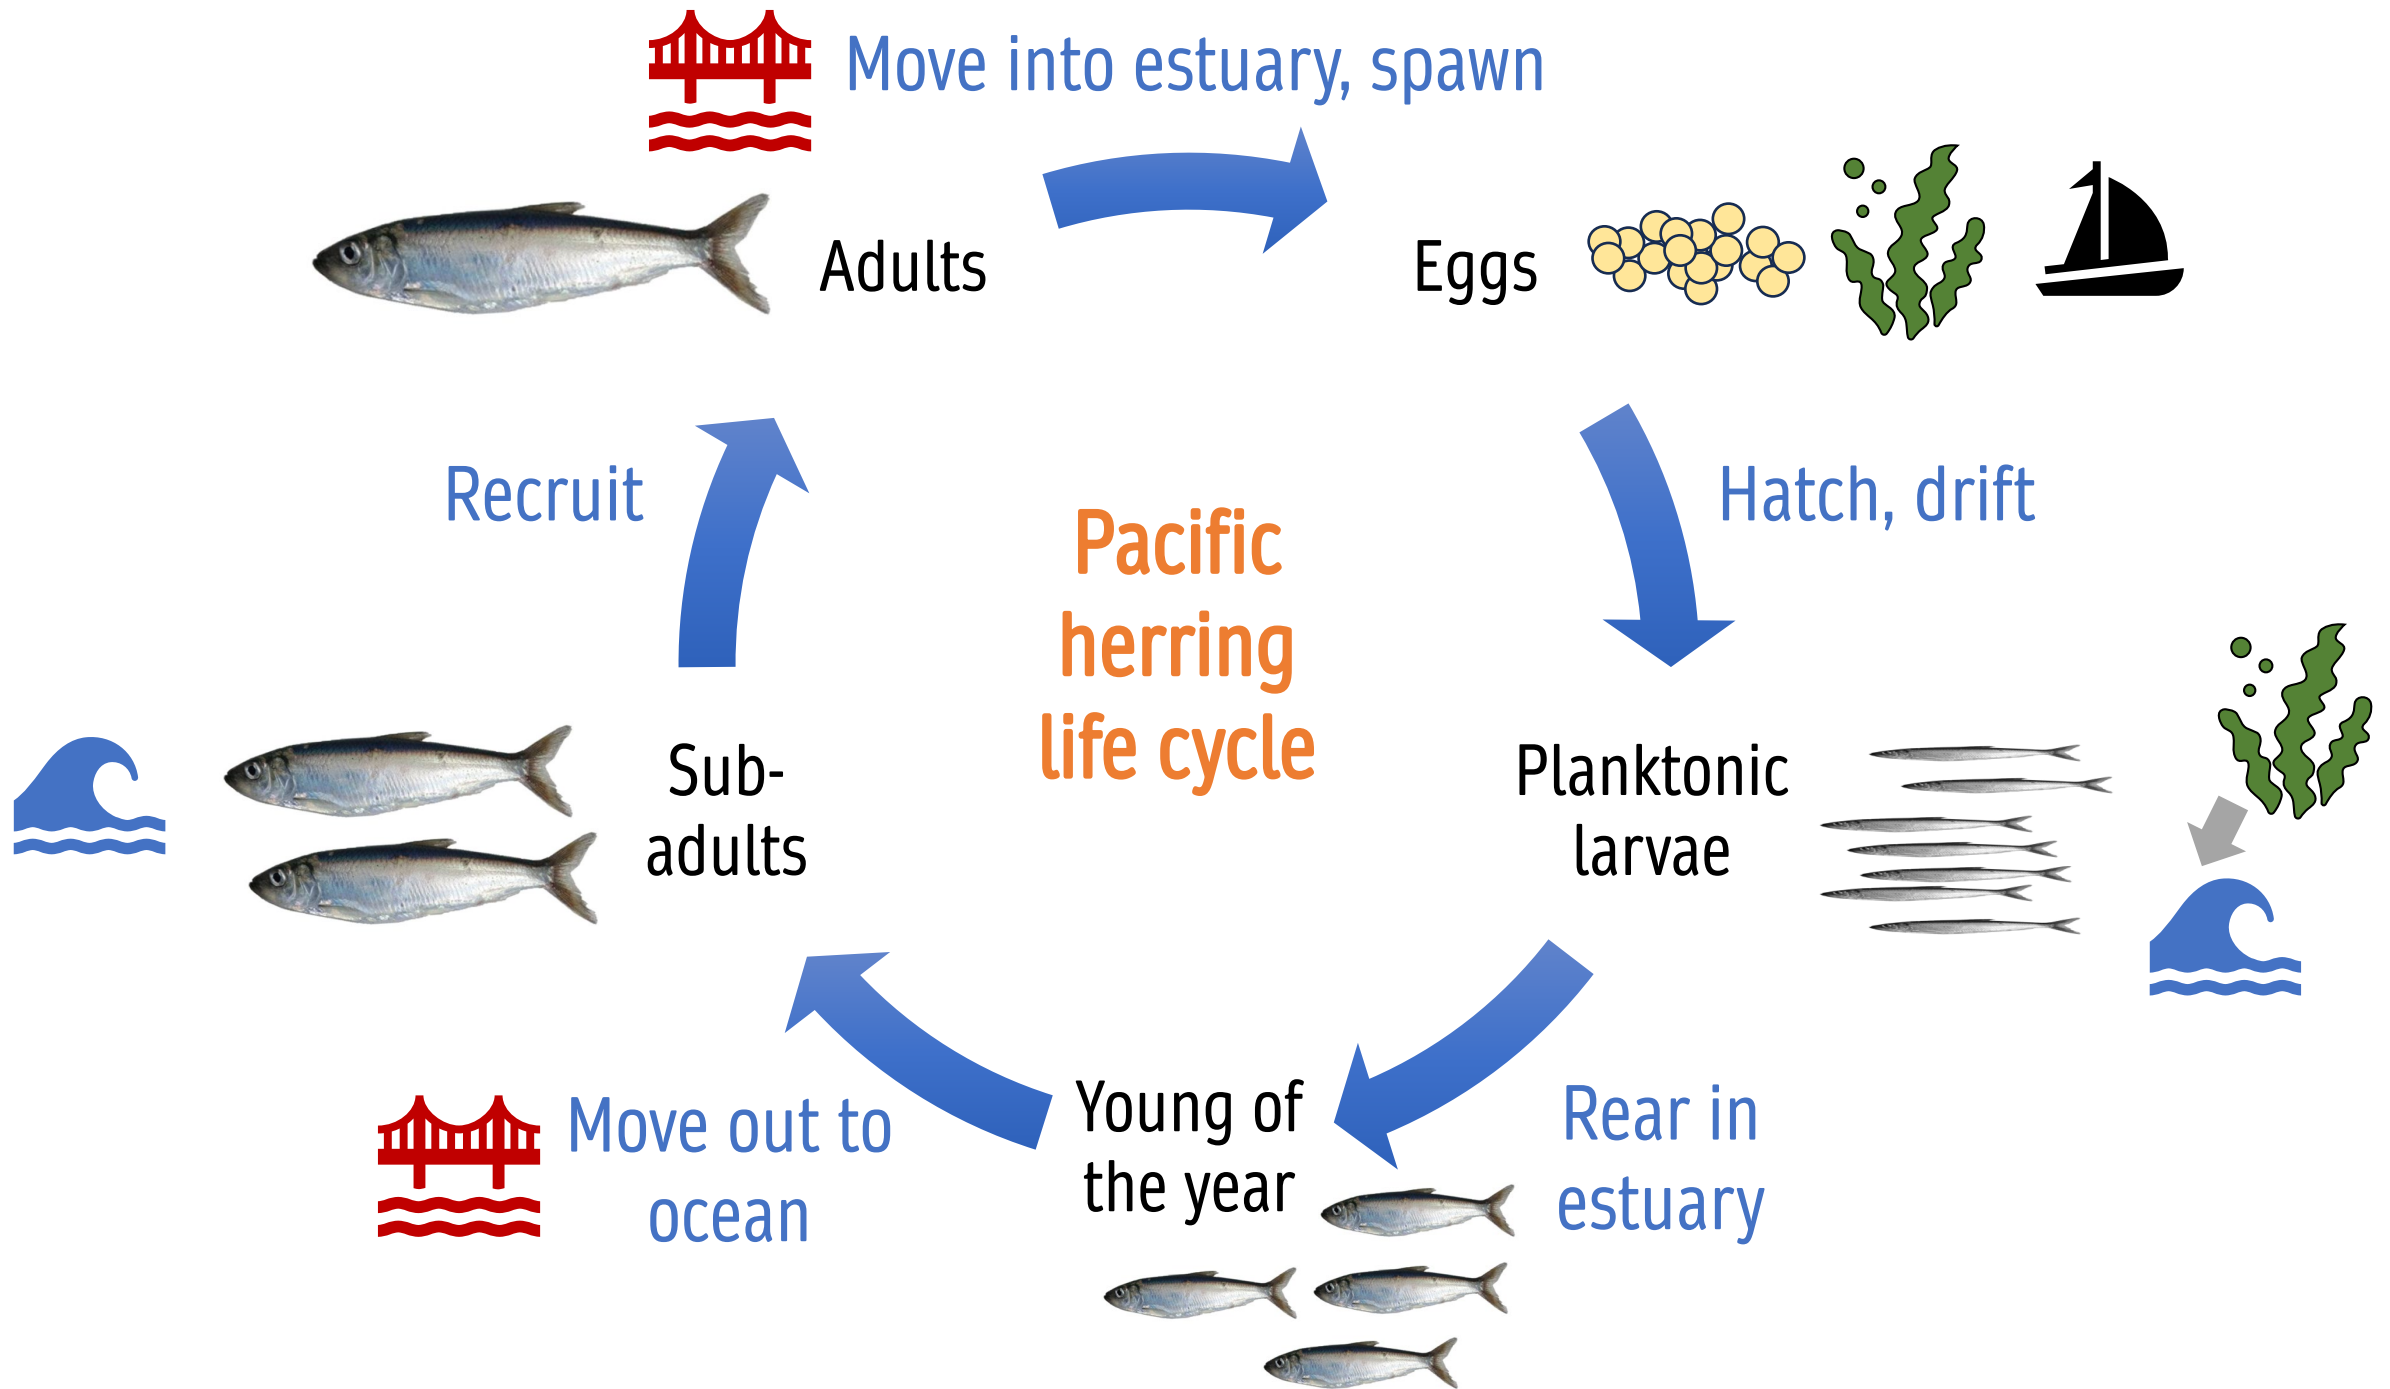 Move into estuary, spawn
Adults
Eggs
Recruit
Hatch, drift
Pacific
herring
life cycle
Sub-
adults
Planktonic
larvae
Move out to
ocean
Young of
the year
Rear in
estuary